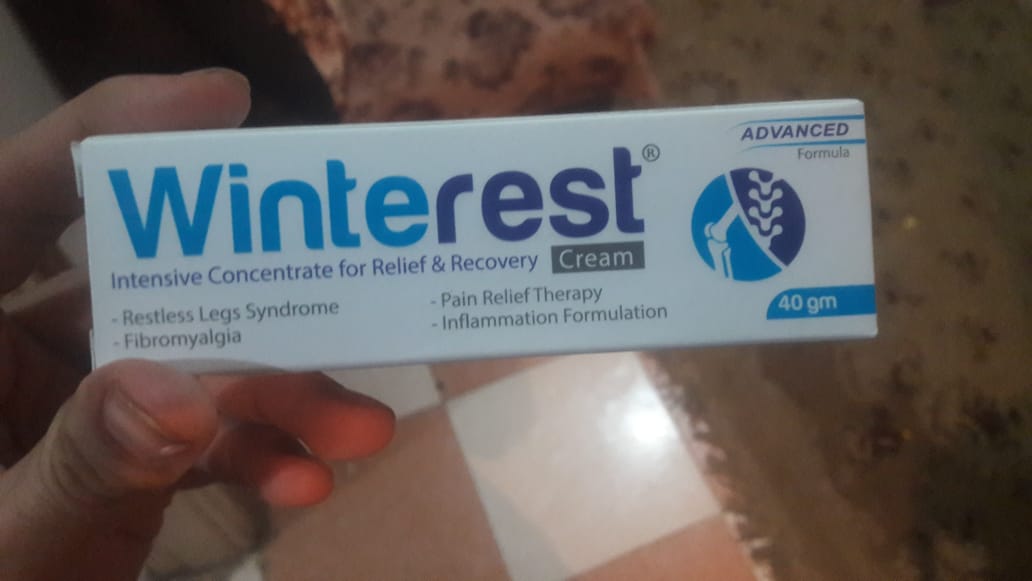 Winterest®
Intensive Concentrate for Relief & Recovery Cream
- Restless Legs Syndrome
- Fibromyalgia
- Pain Relief Therapy
- Inflammation Formulation
ADVANCED
Formula
40 gm